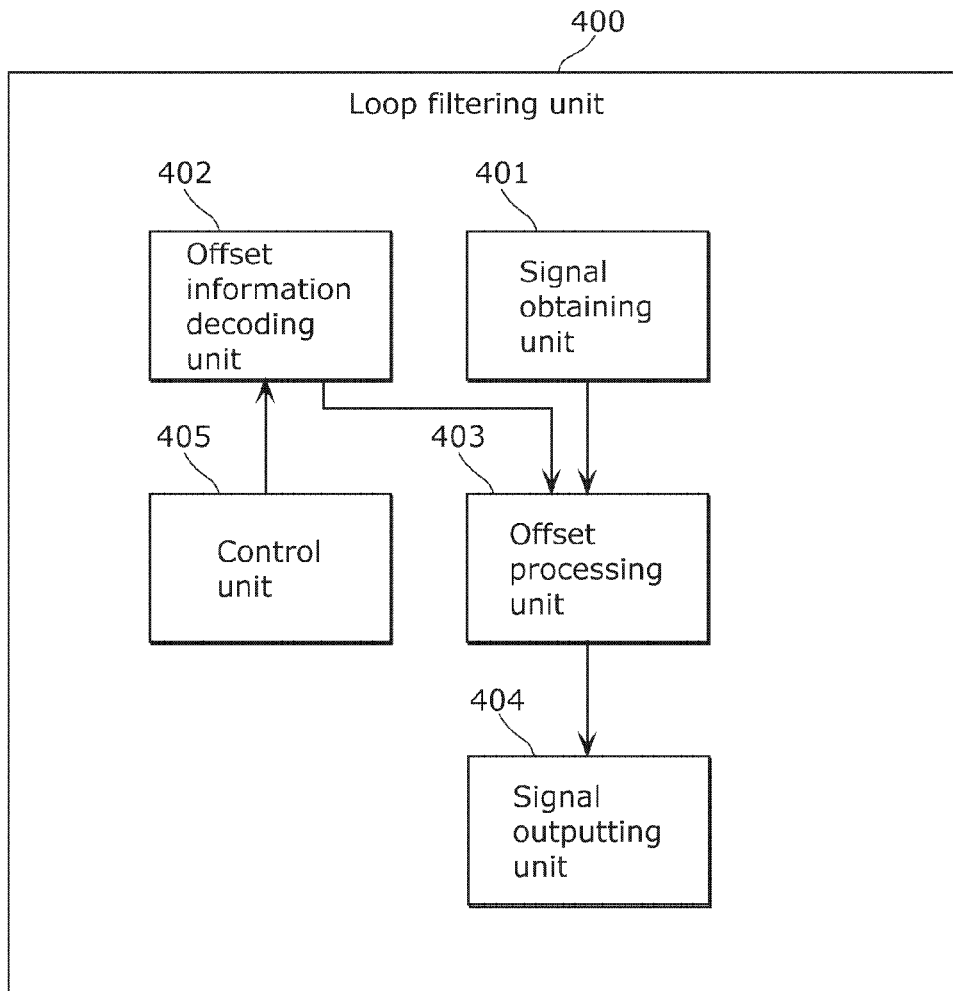 400
Loop filtering unit
402
401
Offset
information
decoding
unit
Signal
obtaining
unit
405
403
Control
unit
Offset
processing
unit
404
Signal
outputting
unit